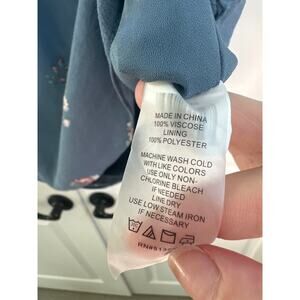 MADE IN CHINA
100% VISCOSE
LINING
100% POLYESTER
MACHINE WASH COLD
WITH LIKE COLORS
USE ONLY NON-
CHLORINE BLEACH
IF NEEDED
LINE DRY
USE LOW STEAM IRON
IF NECESSARY